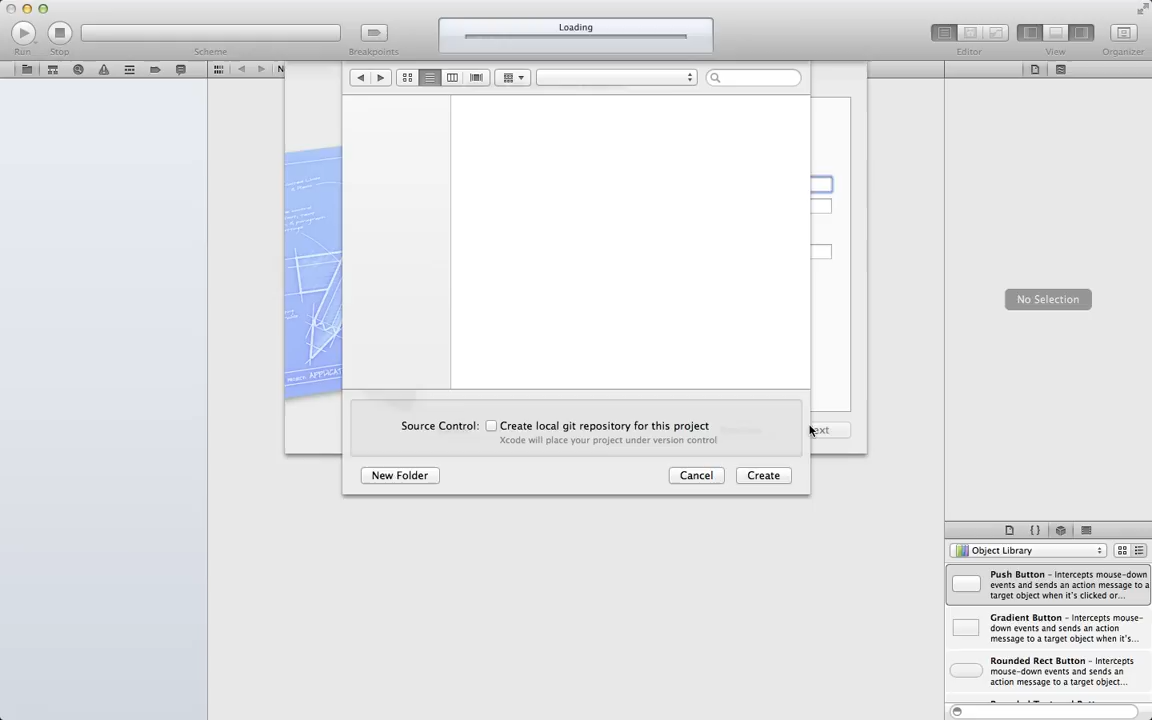 Loading
Run
Stop
Scheme
Breakpoints
Editor
View
Organizer
N
No Selection
PROJECT: APPLICAT
Source Control:
Create local git repository for this project
Xcode will place your project under version control
ext
New Folder
Cancel
Create
Object Library
Push Button – Intercepts mouse-down
events and sends an action message to a
target object when it's clicked or...
Gradient Button – Intercepts mouse-
down events and sends an action
message to a target object when it's...
Rounded Rect Button – Intercepts
mouse-down events and sends an
action message to a target object...